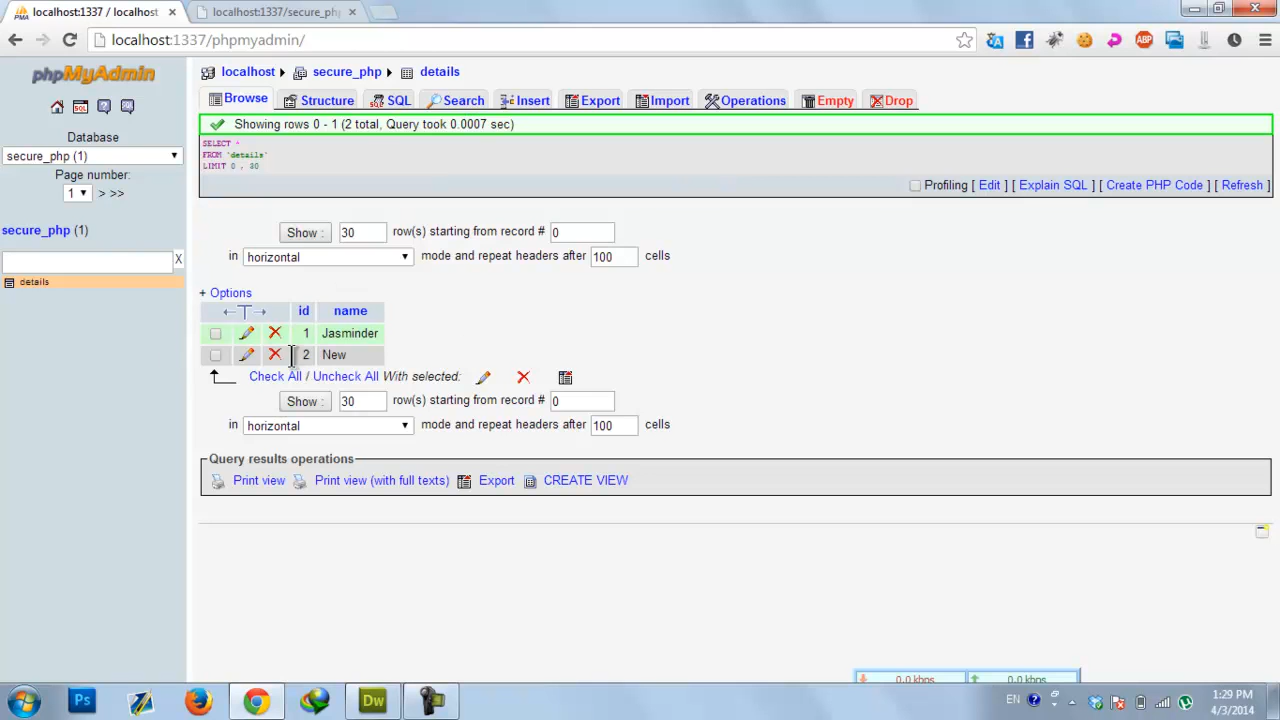 localhost:1337 / localhost
localhost:1337/secure_ph
localhost:1337/phpmyadmin/
phpMyAdmin
localhost
secure_php
details
Browse
Structure
SQL
Search
Insert
Export
Import
Operations
Empty
Drop
Database
secure_php (1)
Page number:
1
> >>
secure_php (1)
X
details
Showing rows 0 - 1 (2 total, Query took 0.0007 sec)
SELECT *
FROM `details`
LIMIT 0 , 30
Profiling [ Edit ] [ Explain SQL ] [ Create PHP Code ] [ Refresh ]
Show : 30 row(s) starting from record # 0
in horizontal mode and repeat headers after 100 cells
+ Options
←T→ id name
1 Jasminder
2 New
Check All / Uncheck All With selected:
Show : 30 row(s) starting from record # 0
in horizontal mode and repeat headers after 100 cells
Query results operations
Print view Print view (with full texts) Export CREATE VIEW
0.0 kbps 0.0 kbps
Ps
Dw
EN
1:29 PM
4/3/2014
ABP
PMA
SQL